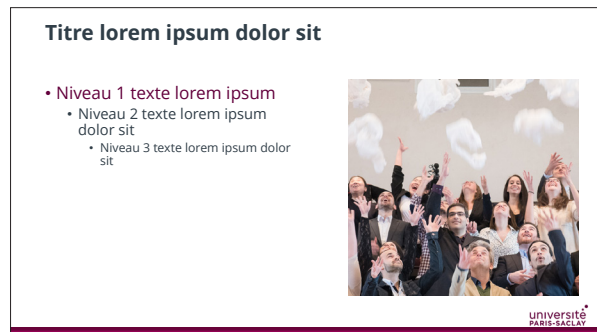 Titre lorem ipsum dolor sit
• Niveau 1 texte lorem ipsum
• Niveau 2 texte lorem ipsum
dolor sit
• Niveau 3 texte lorem ipsum dolor
sit
université
PARIS-SACLAY